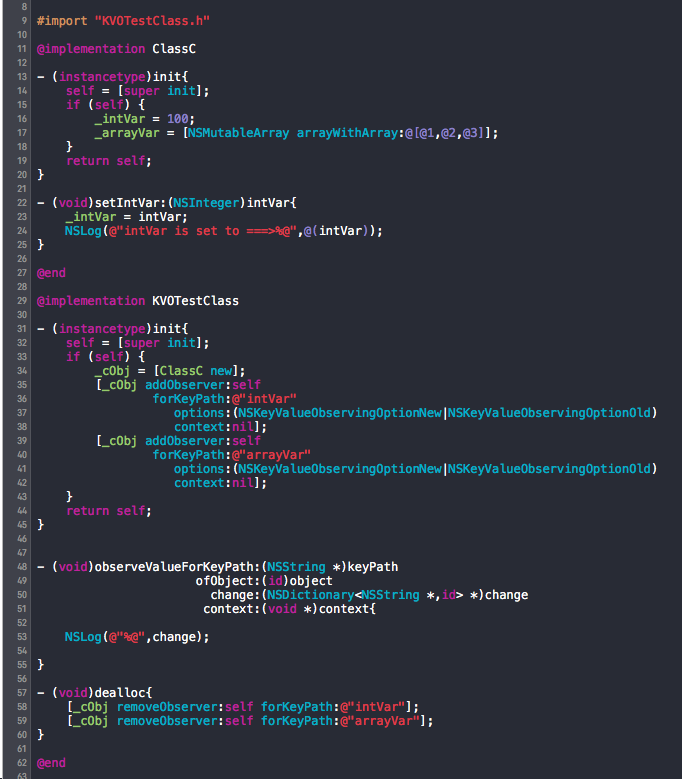 8
9 #import "KVOTestClass.h"
10
11 @implementation ClassC
12
13 - (instancetype)init{
14     self = [super init];
15     if (self) {
16         _intVar = 100;
17         _arrayVar = [NSMutableArray arrayWithArray:@[@1,@2,@3]];
18     }
19     return self;
20 }
21
22 - (void)setIntVar:(NSInteger)intVar{
23     _intVar = intVar;
24     NSLog(@"intVar is set to ===>%@",@(intVar));
25 }
26
27 @end
28
29 @implementation KVOTestClass
30
31 - (instancetype)init{
32     self = [super init];
33     if (self) {
34         _cObj = [ClassC new];
35         [_cObj addObserver:self
36                 forKeyPath:@"intVar"
37                    options:(NSKeyValueObservingOptionNew|NSKeyValueObservingOptionOld)
38                    context:nil];
39         [_cObj addObserver:self
40                 forKeyPath:@"arrayVar"
41                    options:(NSKeyValueObservingOptionNew|NSKeyValueObservingOptionOld)
42                    context:nil];
43     }
44     return self;
45 }
46
47
48 - (void)observeValueForKeyPath:(NSString *)keyPath
49                       ofObject:(id)object
50                         change:(NSDictionary<NSString *,id> *)change
51                        context:(void *)context{
52
53     NSLog(@"%@",change);
54
55 }
56
57 - (void)dealloc{
58     [_cObj removeObserver:self forKeyPath:@"intVar"];
59     [_cObj removeObserver:self forKeyPath:@"arrayVar"];
60 }
61
62 @end
63